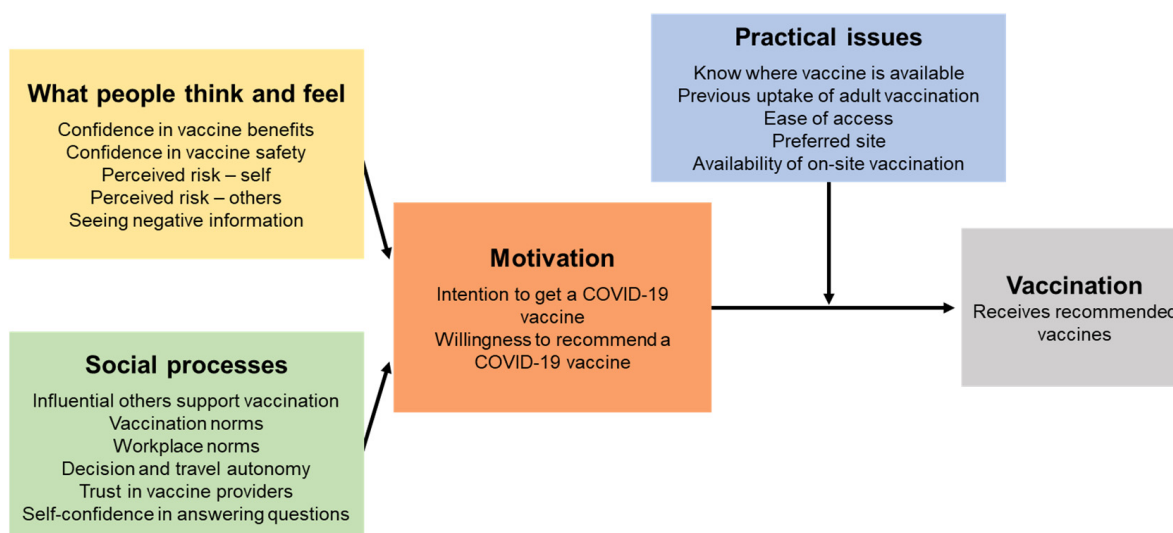 What people think and feel
Confidence in vaccine benefits
Confidence in vaccine safety
Perceived risk – self
Perceived risk – others
Seeing negative information
Social processes
Influential others support vaccination
Vaccination norms
Workplace norms
Decision and travel autonomy
Trust in vaccine providers
Self-confidence in answering questions
Motivation
Intention to get a COVID-19
vaccine
Willingness to recommend a
COVID-19 vaccine
Practical issues
Know where vaccine is available
Previous uptake of adult vaccination
Ease of access
Preferred site
Availability of on-site vaccination
Vaccination
Receives recommended
vaccines